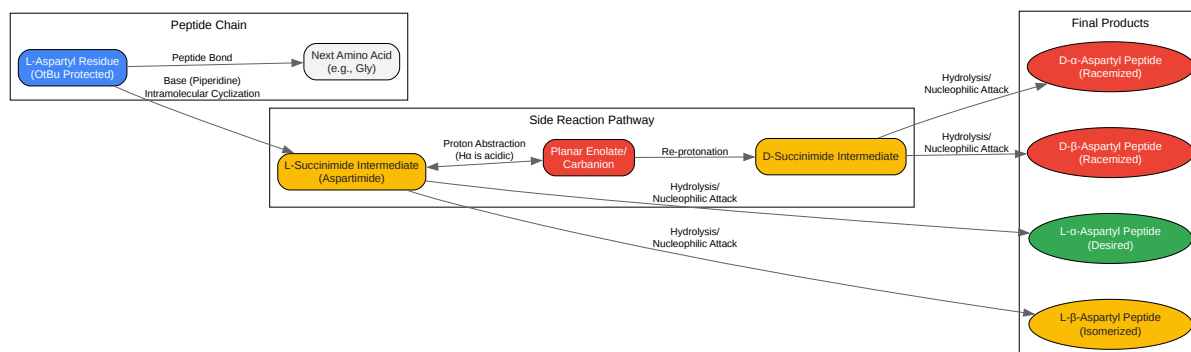 Peptide Chain
L-Aspartyl Residue
(OtBu Protected)
Peptide Bond
Next Amino Acid
(e.g., Gly)
Base (Piperidine)
Intramolecular Cyclization
Side Reaction Pathway
L-Succinimide Intermediate
(Aspartimide)
Proton Abstraction
(Hα is acidic)
Planar Enolate/
Carbanion
Re-protonation
D-Succinimide Intermediate
Hydrolysis/
Nucleophilic Attack
Hydrolysis/
Nucleophilic Attack
Hydrolysis/
Nucleophilic Attack
Hydrolysis/
Nucleophilic Attack
Final Products
D-α-Aspartyl Peptide
(Racemized)
D-β-Aspartyl Peptide
(Racemized)
L-α-Aspartyl Peptide
(Desired)
L-β-Aspartyl Peptide
(Isomerized)